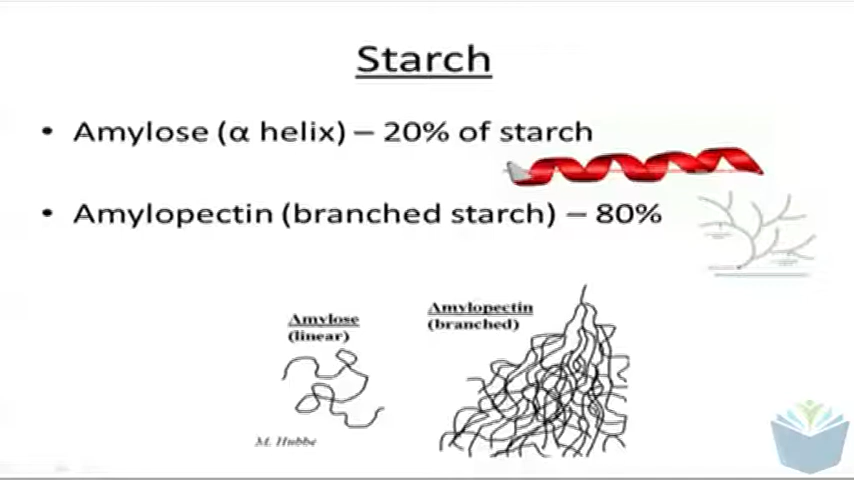 Starch
• Amylose (α helix) – 20% of starch
• Amylopectin (branched starch) – 80%
Amylose
(linear)
Amylopectin
(branched)
M. Hubbe